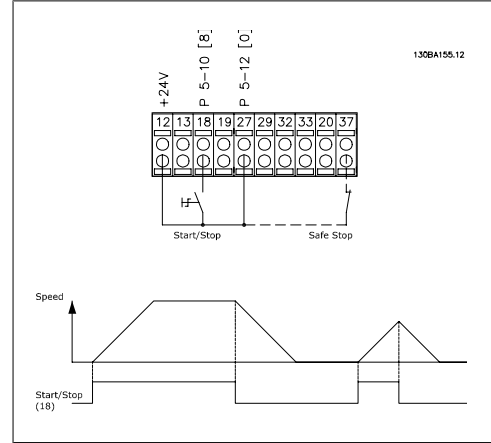 P 5-10 [8]
P 5-12 [0]
130BA155.12
+24V
12 13 18 19 27 29 32 33 20 37
Start/Stop
Safe Stop
Speed
Start/Stop
(18)